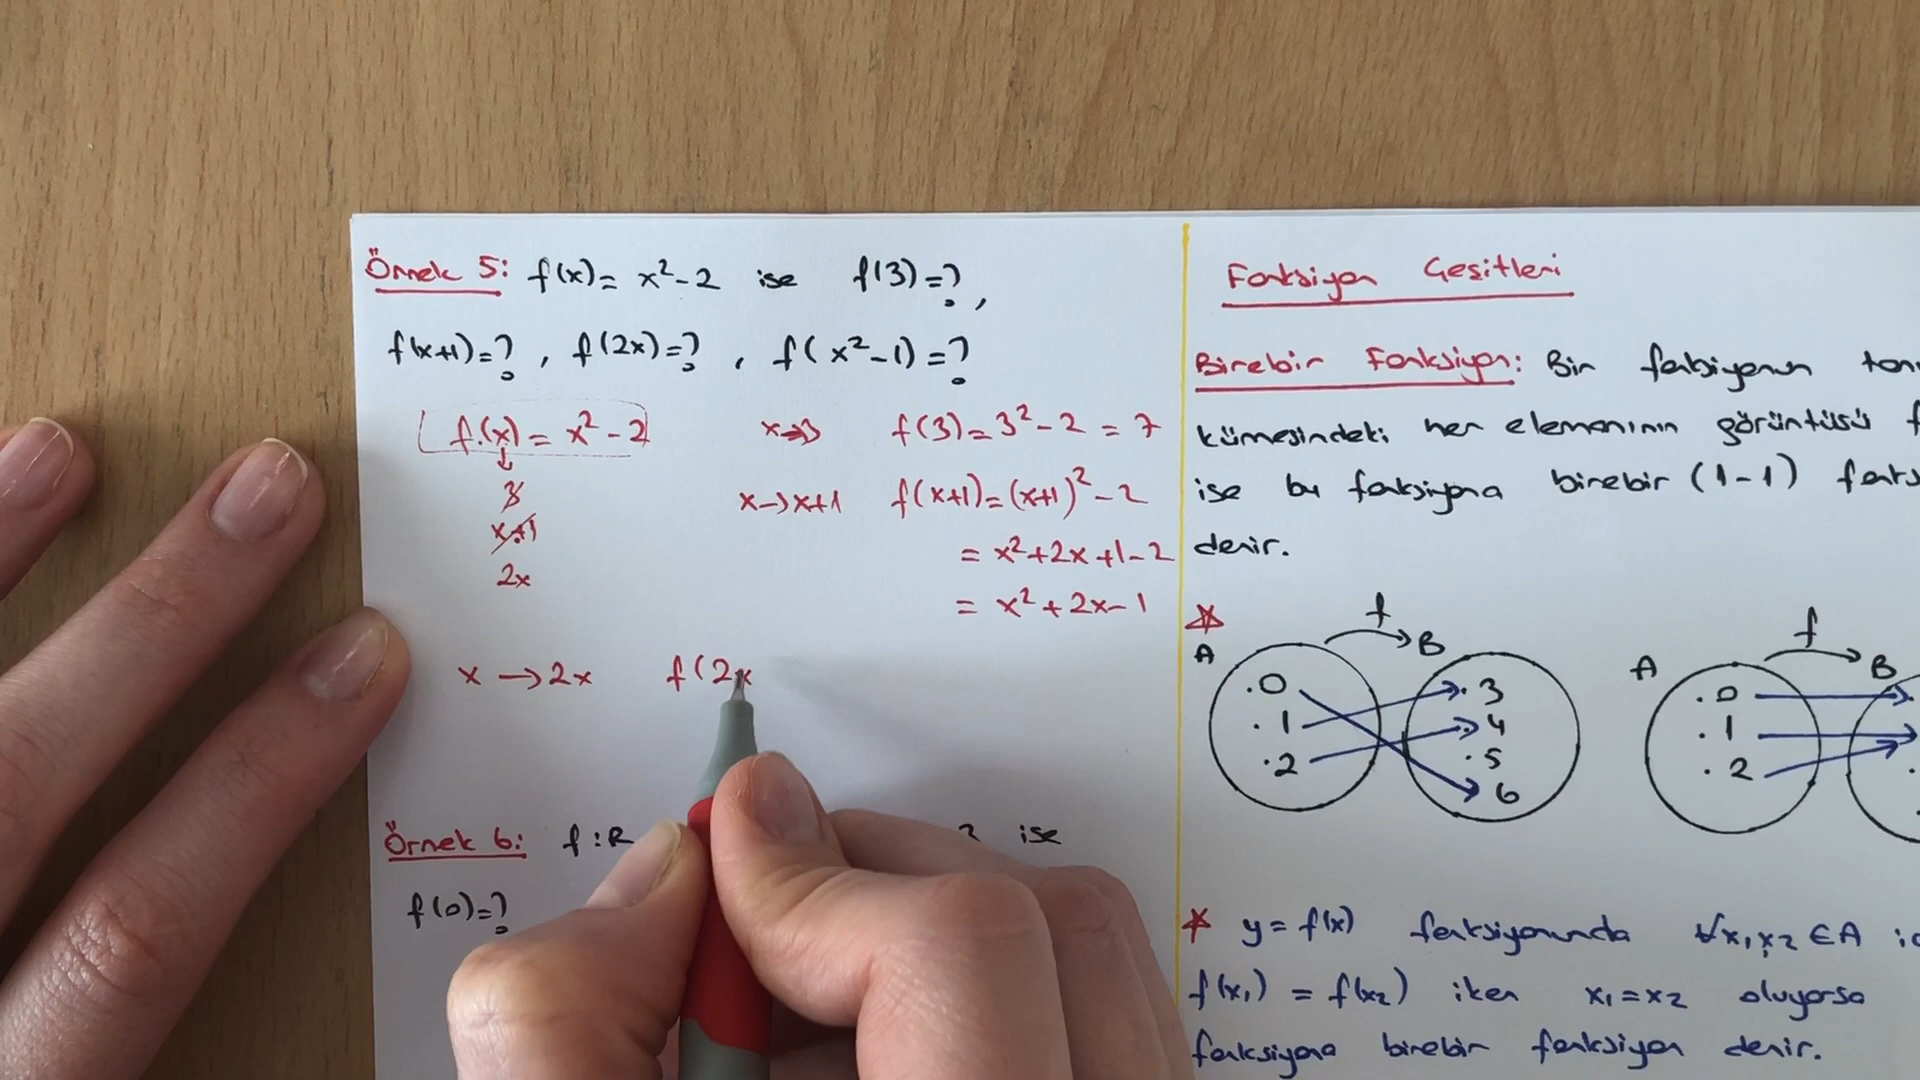 Örnek 5: f(x) = x² - 2 ise f(3) = ?,
f(x+1) = ? , f(2x) = ? , f( x² - 1) = ?
f(x) = x² - 2
↓
3
x+1
2x
x→3 f(3) = 3² - 2 = 7
x→x+1 f(x+1) = (x+1)² - 2
= x² + 2x + 1 - 2
= x² + 2x - 1
x → 2x f(2x
Örnek 6: f : R ise
f(0) = ?
Fonksiyon Çeşitleri
Birebir Fonksiyon: Bir fonksiyonun
kümesindeki her elemanının görüntüsü
ise bu fonksiyona birebir (1-1)
denir.
f
A B
.0 .3
.1 .4
.2 .5
6
f
A B
.0
.1
.2
* y = f(x) fonksiyonunda ∀x₁,x₂ ∈ A
f(x₁) = f(x₂) iken x₁ = x₂ oluyorsa
fonksiyona birebir fonksiyon denir.